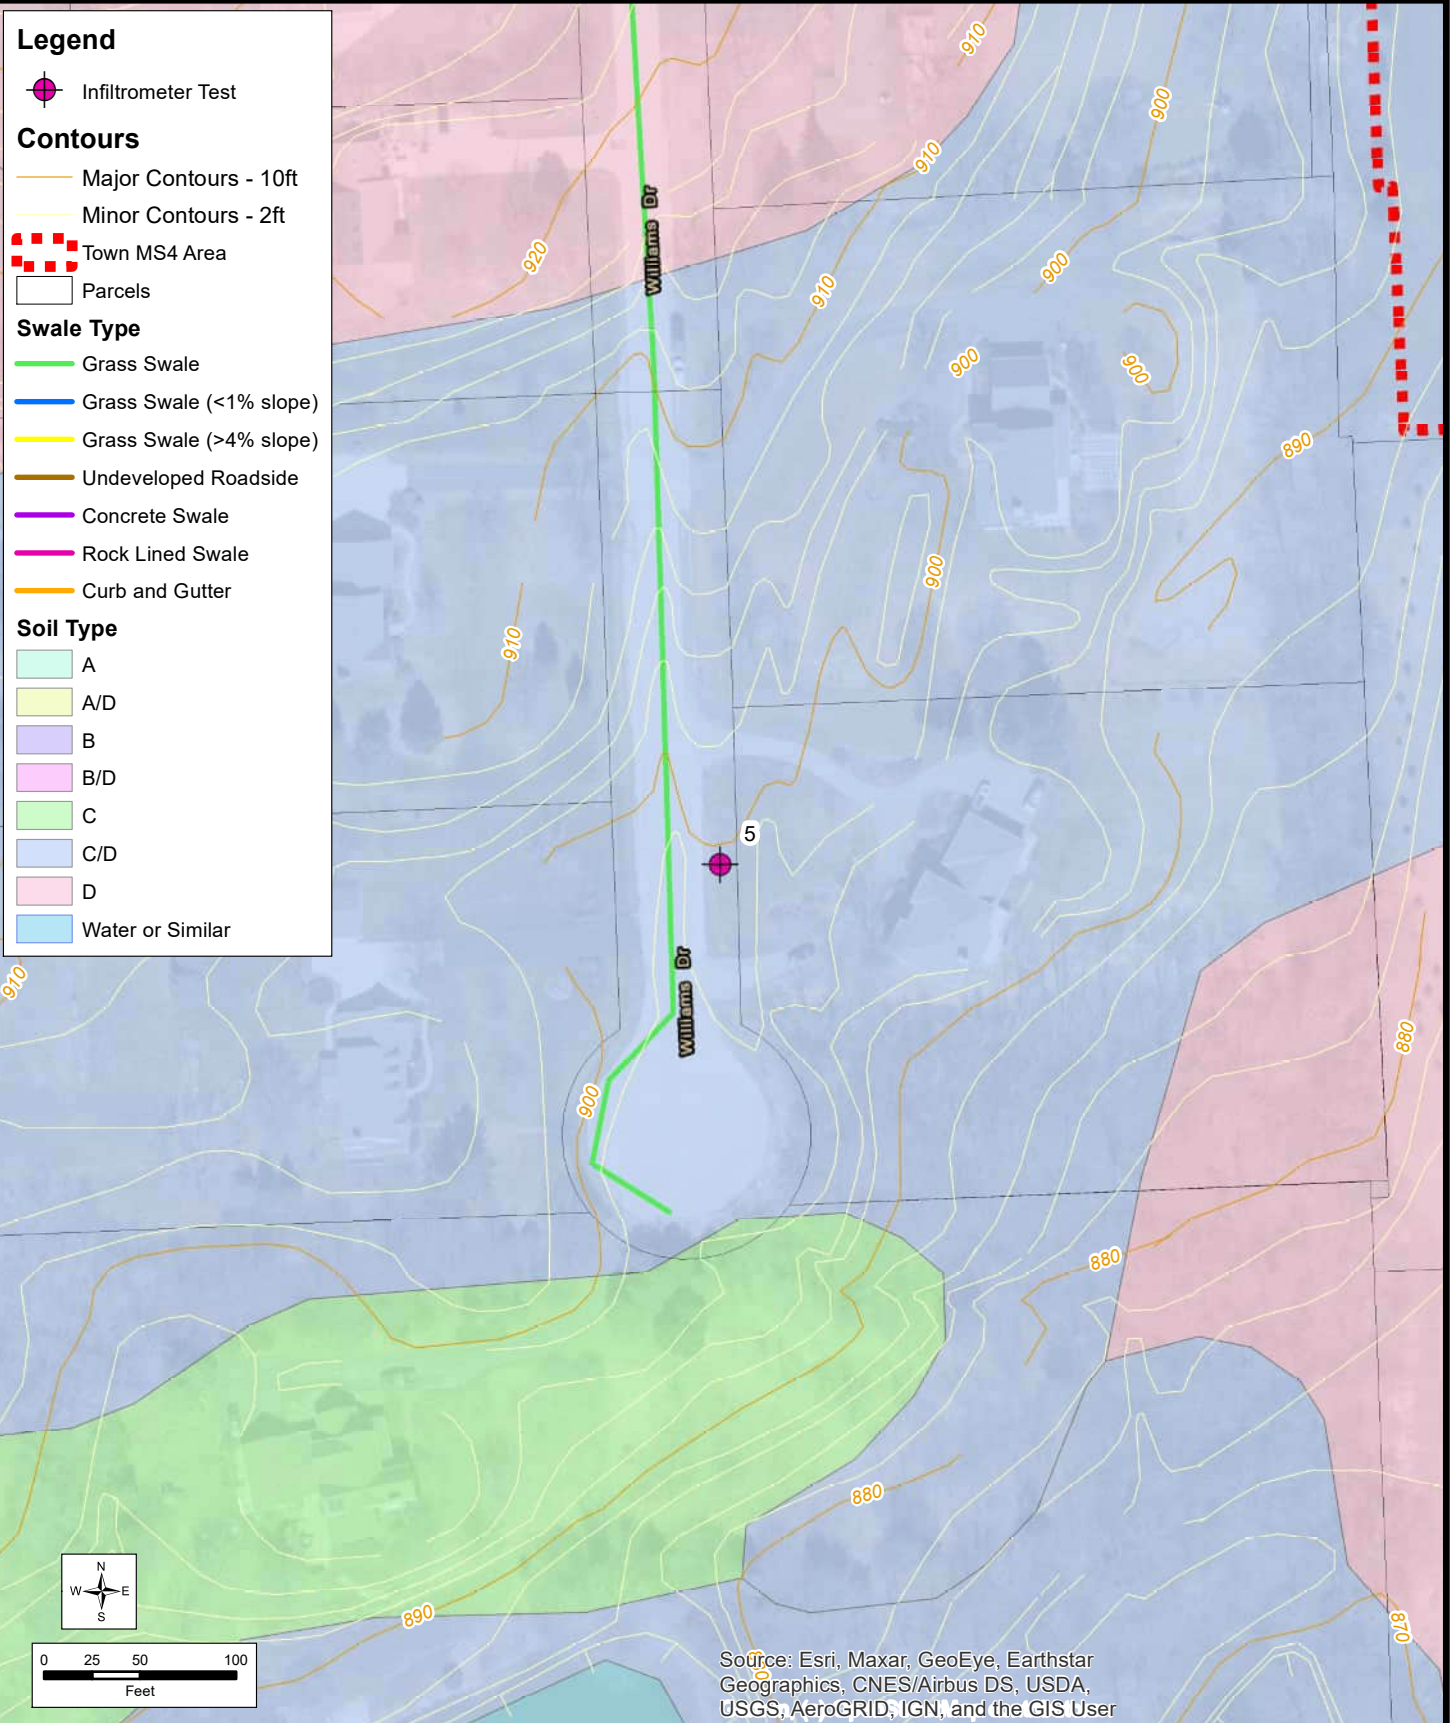 Legend
Infiltrometer Test
Contours
Major Contours - 10ft
Minor Contours - 2ft
Town MS4 Area
Parcels
Swale Type
Grass Swale
Grass Swale (<1% slope)
Grass Swale (>4% slope)
Undeveloped Roadside
Concrete Swale
Rock Lined Swale
Curb and Gutter
Soil Type
A
A/D
B
B/D
C
C/D
D
Water or Similar
910
900
910
Williams Dr
920
900
910
900
900
890
900
910
5
910
Williams Dr
880
900
880
880
N
W E
S
890
870
0 25 50 100
Feet
Source: Esri, Maxar, GeoEye, Earthstar
Geographics, CNES/Airbus DS, USDA,
USGS, AeroGRID, IGN, and the GIS User